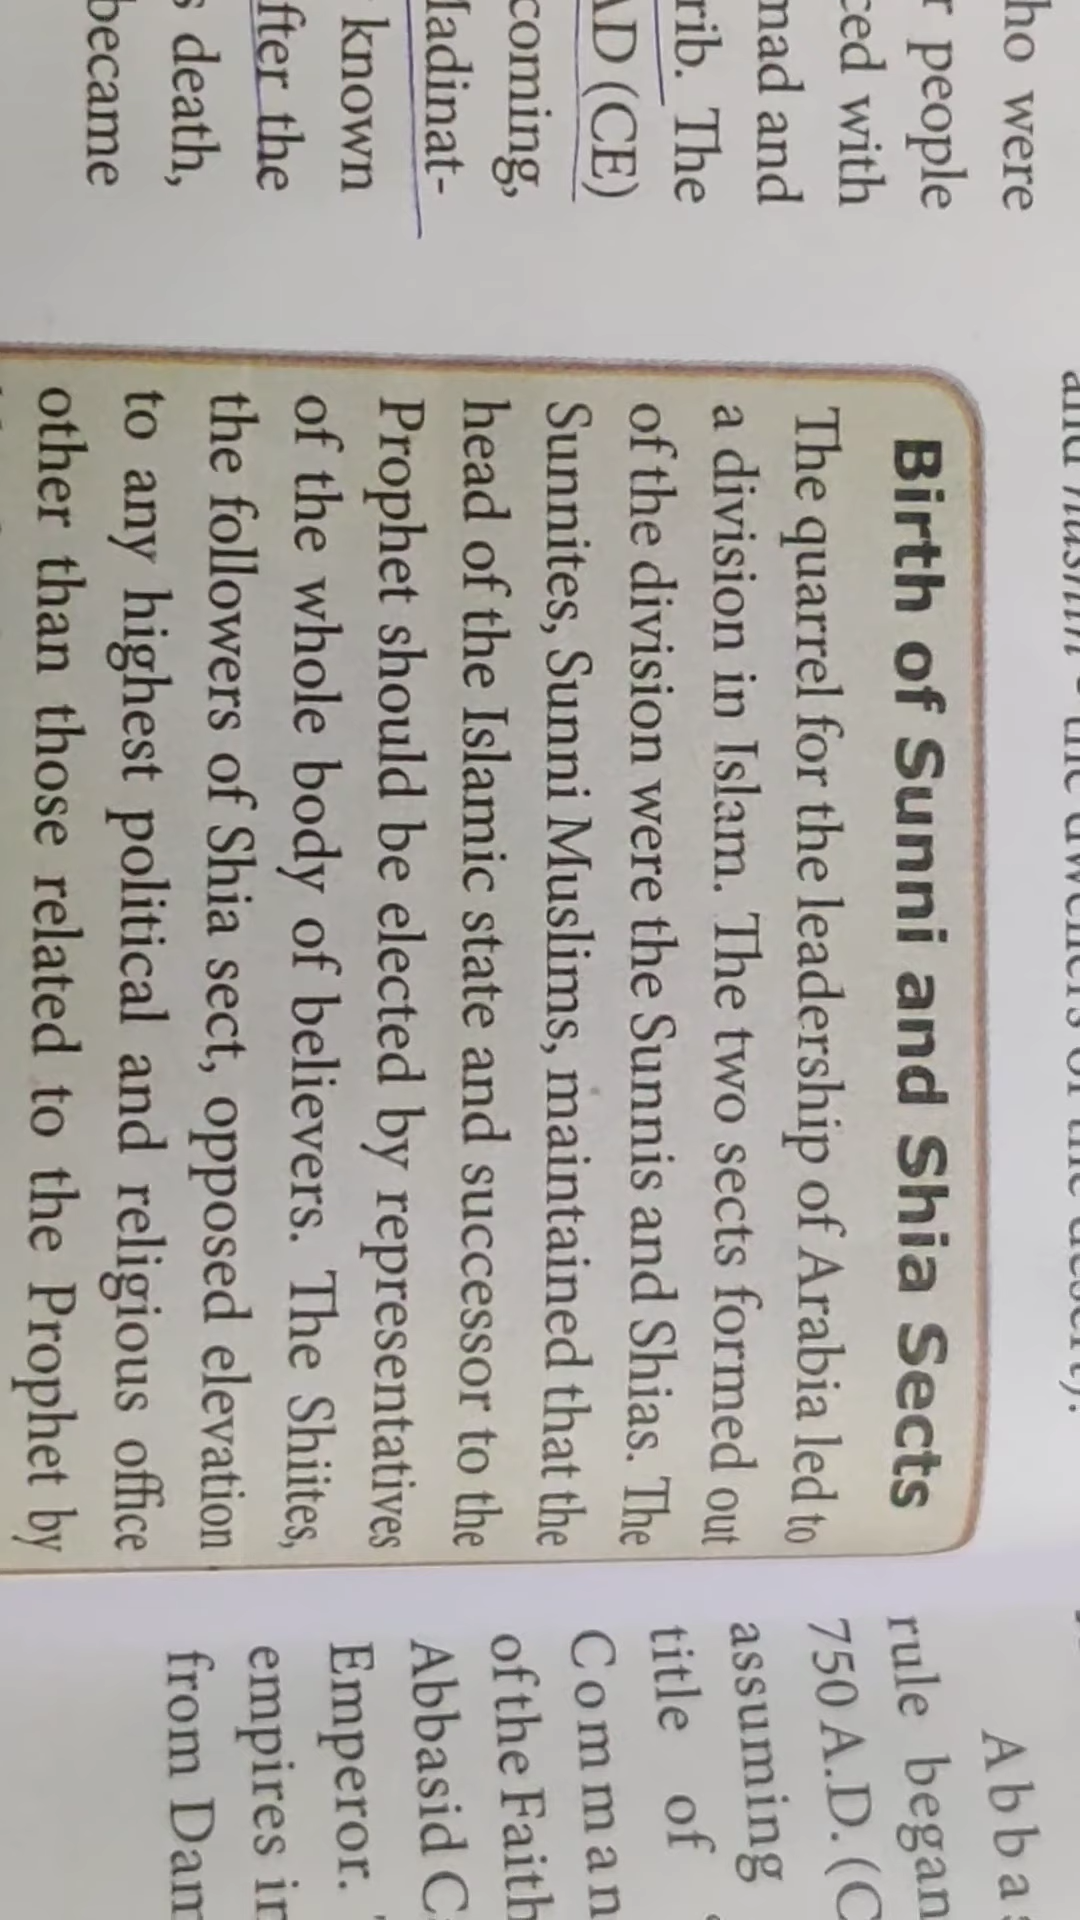 ho were
r people
ced with
mad and
rib. The
AD (CE)
coming,
ladinat-
known
fter the
s death,
became
Birth of Sunni and Shia Sects
The quarrel for the leadership of Arabia led to
a division in Islam. The two sects formed out
of the division were the Sunnis and Shias. The
Sunnites, Sunni Muslims, maintained that the
head of the Islamic state and successor to the
Prophet should be elected by representatives
of the whole body of believers. The Shiites,
the followers of Shia sect, opposed elevation
to any highest political and religious office
other than those related to the Prophet by
Abba
rule began
750 A.D. (C
assuming
title of
Comman
of the Faith
Abbasid C
Emperor.
empires in
from Dam